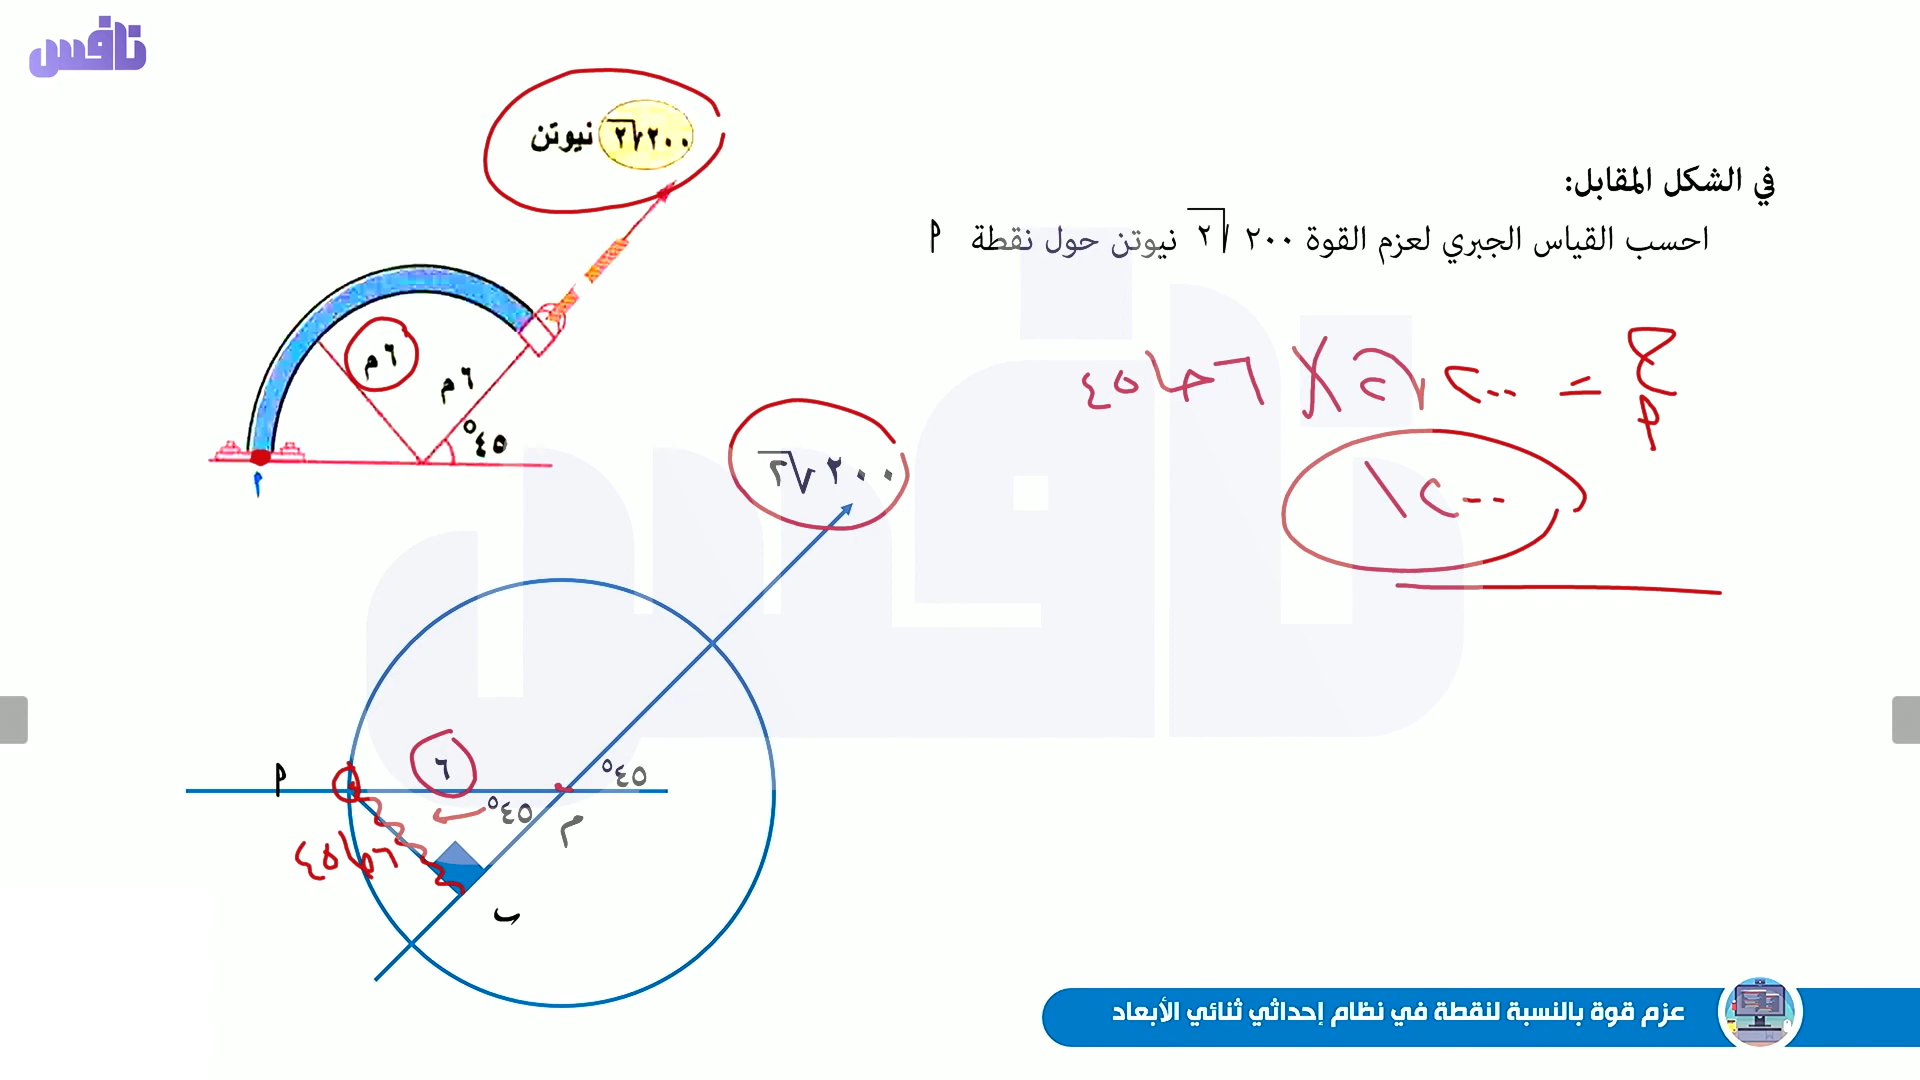 نافس
٢٠٠√٢ نيوتن
في الشكل المقابل:
احسب القياس الجبري لعزم القوة ٢٠٠√٢ نيوتن حول نقطة أ
٦ م
٦ م
٤٥°
أ
ع أ = ٢٠٠√٢ × ٦ حا ٤٥
١٢٠٠
٢٠٠√٢
أ
٦
٤٥°
٤٥°
م
٦ حا ٤٥
ب
عزم قوة بالنسبة لنقطة في نظام إحداثي ثنائي الأبعاد